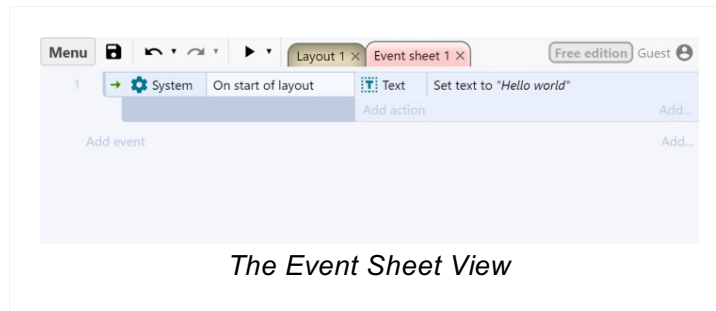 Menu Layout 1 × Event sheet 1 × Free edition Guest
1 System On start of layout Text Set text to "Hello world"
Add action Add...
Add event Add...
The Event Sheet View